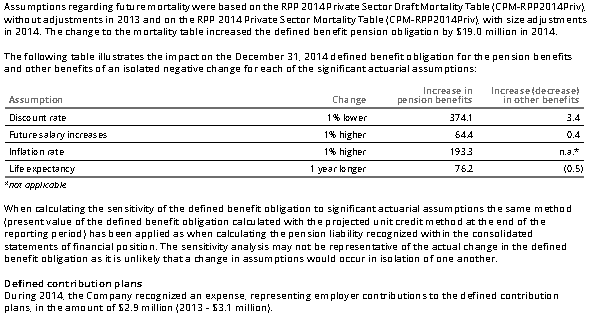 Assumptions regarding future mortality were based on the RPP 2014 Private Sector Draft Mortality Table (CPM-RPP2014Priv),
without adjustments in 2013 and on the RPP 2014 Private Sector Mortality Table (CPM-RPP2014Priv), with size adjustments
in 2014. The change to the mortality table increased the defined benefit pension obligation by $19.0 million in 2014.
The following table illustrates the impact on the December 31, 2014 defined benefit obligation for the pension benefits
and other benefits of an isolated negative change for each of the significant actuarial assumptions:
Increase in Increase (decrease)
Assumption Change pension benefits in other benefits
Discount rate 1% lower 374.1 3.4
Future salary increases 1% higher 64.4 0.4
Inflation rate 1% higher 193.3 n.a.*
Life expectancy 1 year longer 76.2 (0.5)
*not applicable
When calculating the sensitivity of the defined benefit obligation to significant actuarial assumptions the same method
(present value of the defined benefit obligation calculated with the projected unit credit method at the end of the
reporting period) has been applied as when calculating the pension liability recognized within the consolidated
statements of financial position. The sensitivity analysis may not be representative of the actual change in the defined
benefit obligation as it is unlikely that a change in assumptions would occur in isolation of one another.
Defined contribution plans
During 2014, the Company recognized an expense, representing employer contributions to the defined contribution
plans, in the amount of $2.9 million (2013 - $3.1 million).